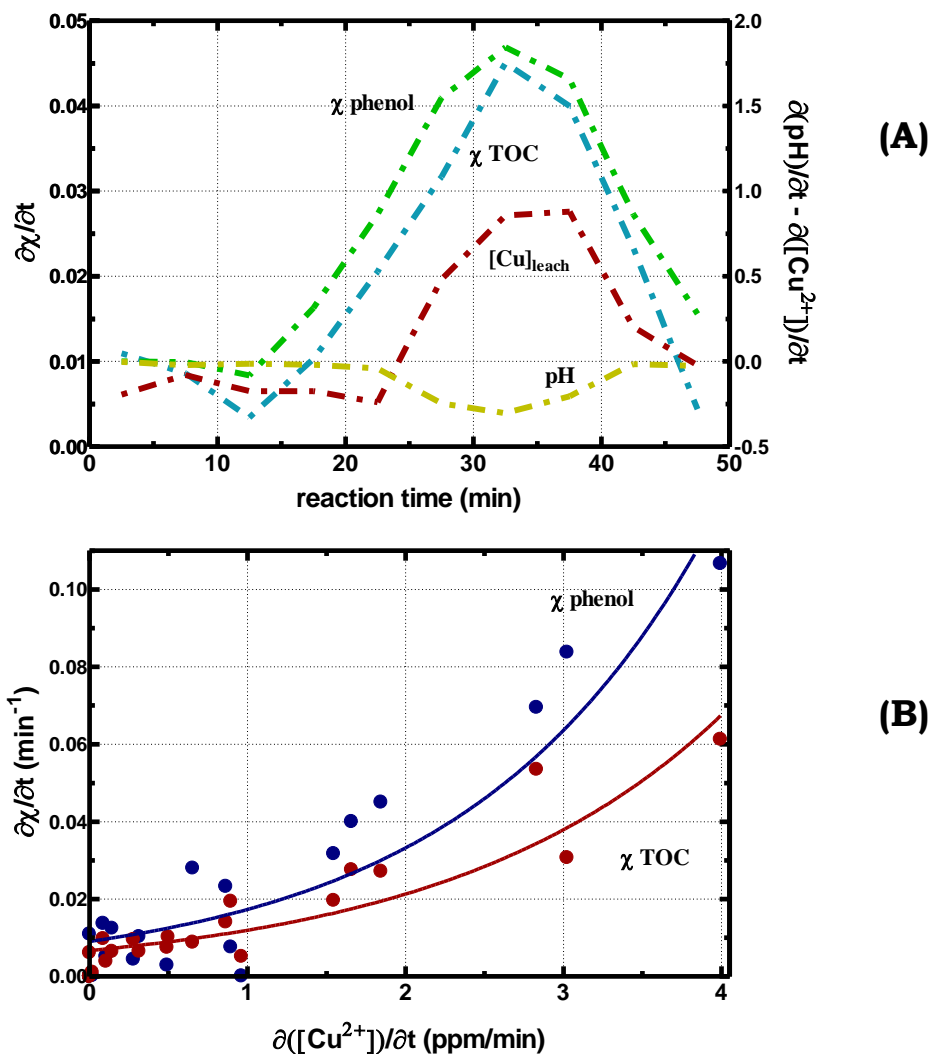 (A)
∂χ/∂t
0.05
0.04
0.03
0.02
0.01
0.00
2.0
1.5
1.0
0.5
0.0
-0.5
∂(pH)/∂t - ∂([Cu²⁺])/∂t
χ phenol
χ TOC
[Cu]leach
pH
0 10 20 30 40 50
reaction time (min)
(B)
∂χ/∂t (min⁻¹)
0.10
0.08
0.06
0.04
0.02
0.00
χ phenol
χ TOC
0 1 2 3 4
∂([Cu²⁺])/∂t (ppm/min)